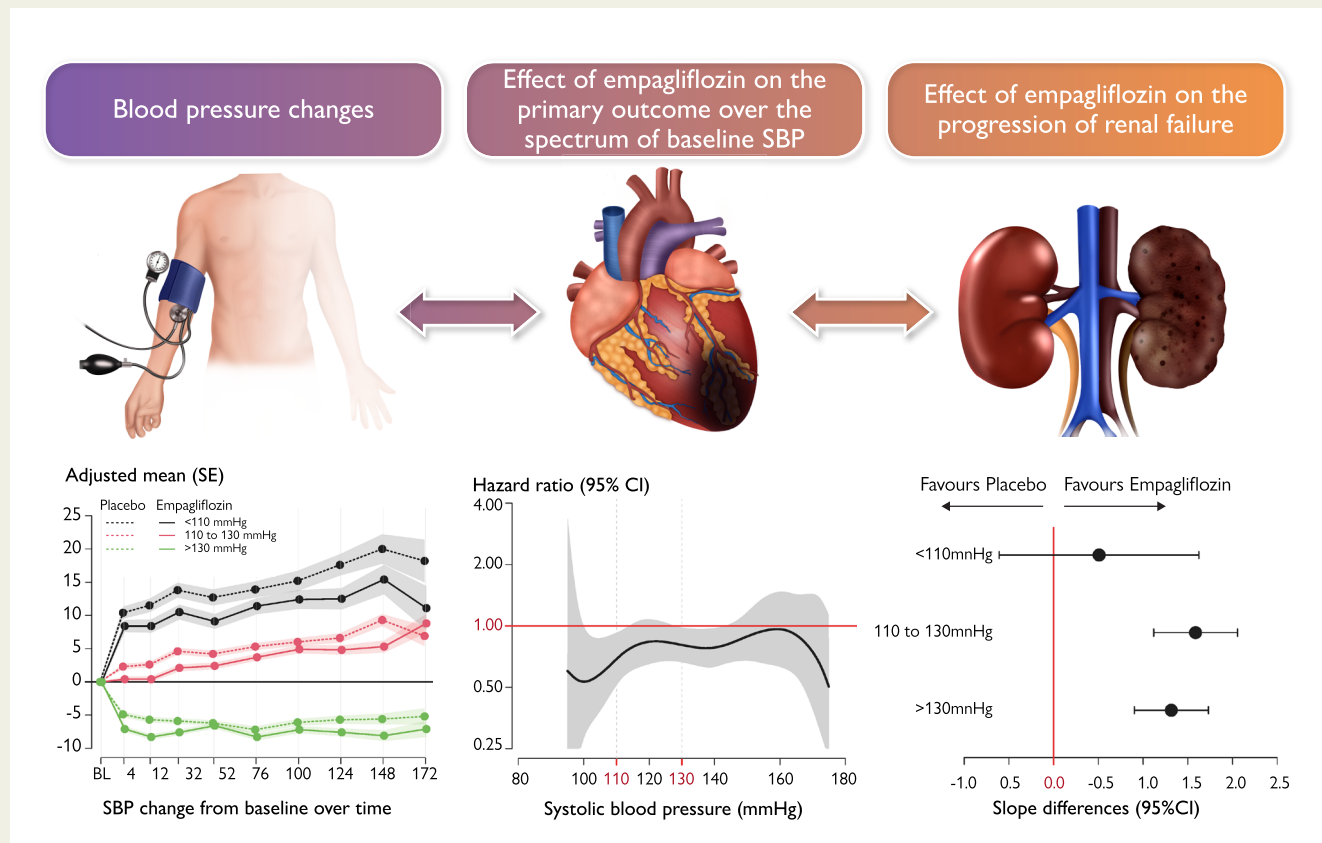 Blood pressure changes
Effect of empagliflozin on the
primary outcome over the
spectrum of baseline SBP
Effect of empagliflozin on the
progression of renal failure
Adjusted mean (SE)
Placebo Empagliflozin
<110 mmHg
110 to 130 mmHg
>130 mmHg
25
20
15
10
5
0
-5
-10
BL 4 12 32 52 76 100 124 148 172
SBP change from baseline over time
Hazard ratio (95% CI)
4.00
2.00
1.00
0.50
0.25
80 100 110 120 130 140 160 180
Systolic blood pressure (mmHg)
Favours Placebo Favours Empagliflozin
<110mnHg
110 to 130mnHg
>130mnHg
-1.0 0.5 0.0 -0.5 1.0 1.5 2.0 2.5
Slope differences (95%CI)